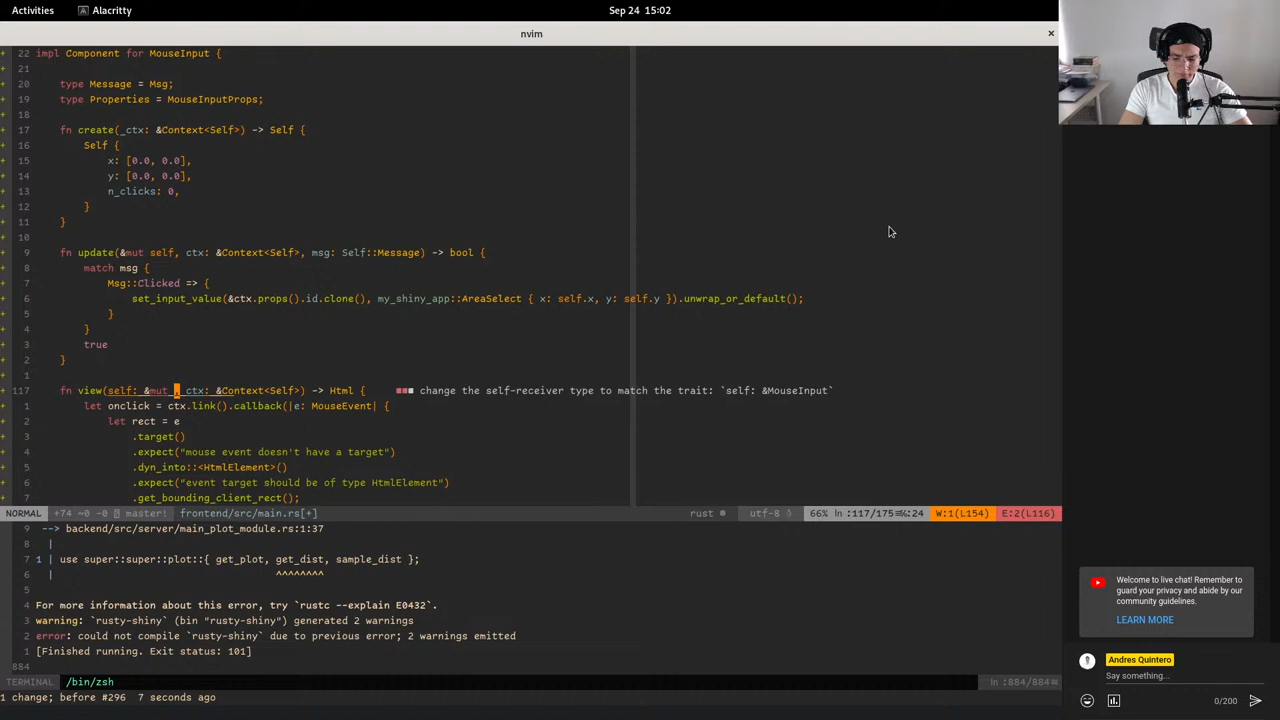 Activities
Alacritty
Sep 24 15:02
nvim
×
+ 22 impl Component for MouseInput {
+ 21
+ 20     type Message = Msg;
+ 19     type Properties = MouseInputProps;
+ 18
+ 17     fn create(_ctx: &Context<Self>) -> Self {
+ 16         Self {
+ 15             x: [0.0, 0.0],
+ 14             y: [0.0, 0.0],
+ 13             n_clicks: 0,
+ 12         }
+ 11     }
+ 10
+ 9     fn update(&mut self, ctx: &Context<Self>, msg: Self::Message) -> bool {
+ 8         match msg {
+ 7             Msg::Clicked => {
+ 6                 set_input_value(&ctx.props().id.clone(), my_shiny_app::AreaSelect { x: self.x, y: self.y }).unwrap_or_default();
+ 5             }
+ 4         }
+ 3         true
+ 2     }
+ 1
+ 117     fn view(self: &mut , ctx: &Context<Self>) -> Html {     ■■■ change the self-receiver type to match the trait: `self: &MouseInput`
+ 1         let onclick = ctx.link().callback(|e: MouseEvent| {
+ 2             let rect = e
+ 3                 .target()
+ 4                 .expect("mouse event doesn't have a target")
+ 5                 .dyn_into::<HtmlElement>()
+ 6                 .expect("event target should be of type HtmlElement")
+ 7                 .get_bounding_client_rect();
NORMAL +74 ~0 -0 master! frontend/src/main.rs[+] rust utf-8 66% ln :117/175 :24 W:1(L154) E:2(L116)
9 --> backend/src/server/main_plot_module.rs:1:37
8   |
7 1 | use super::super::plot::{ get_plot, get_dist, sample_dist };
6   |                                     ^^^^^^^^
5
4 For more information about this error, try `rustc --explain E0432`.
3 warning: `rusty-shiny` (bin "rusty-shiny") generated 2 warnings
2 error: could not compile `rusty-shiny` due to previous error; 2 warnings emitted
1 [Finished running. Exit status: 101]
884
TERMINAL /bin/zsh ln :884/884
1 change; before #296 7 seconds ago
Welcome to live chat! Remember to
guard your privacy and abide by our
community guidelines.
LEARN MORE
Andres Quintero
Say something...
0/200